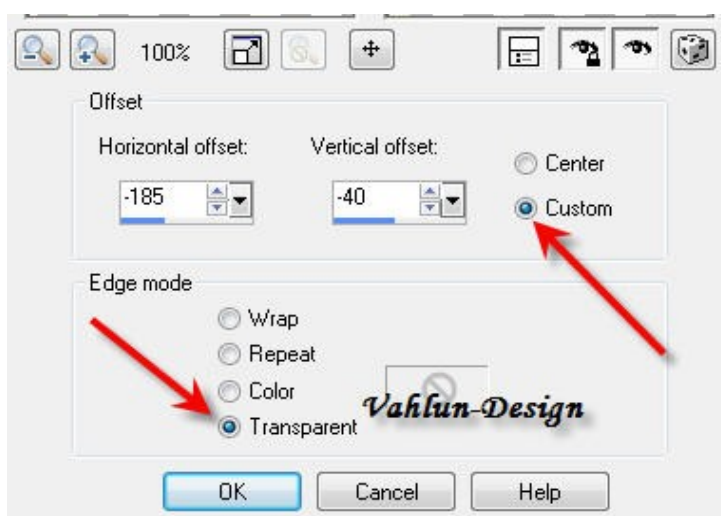 100%
Offset
Horizontal offset: Vertical offset:
Center
-185 -40
Custom
Edge mode
Wrap
Repeat
Color
Vahlun-Design
Transparent
OK Cancel Help